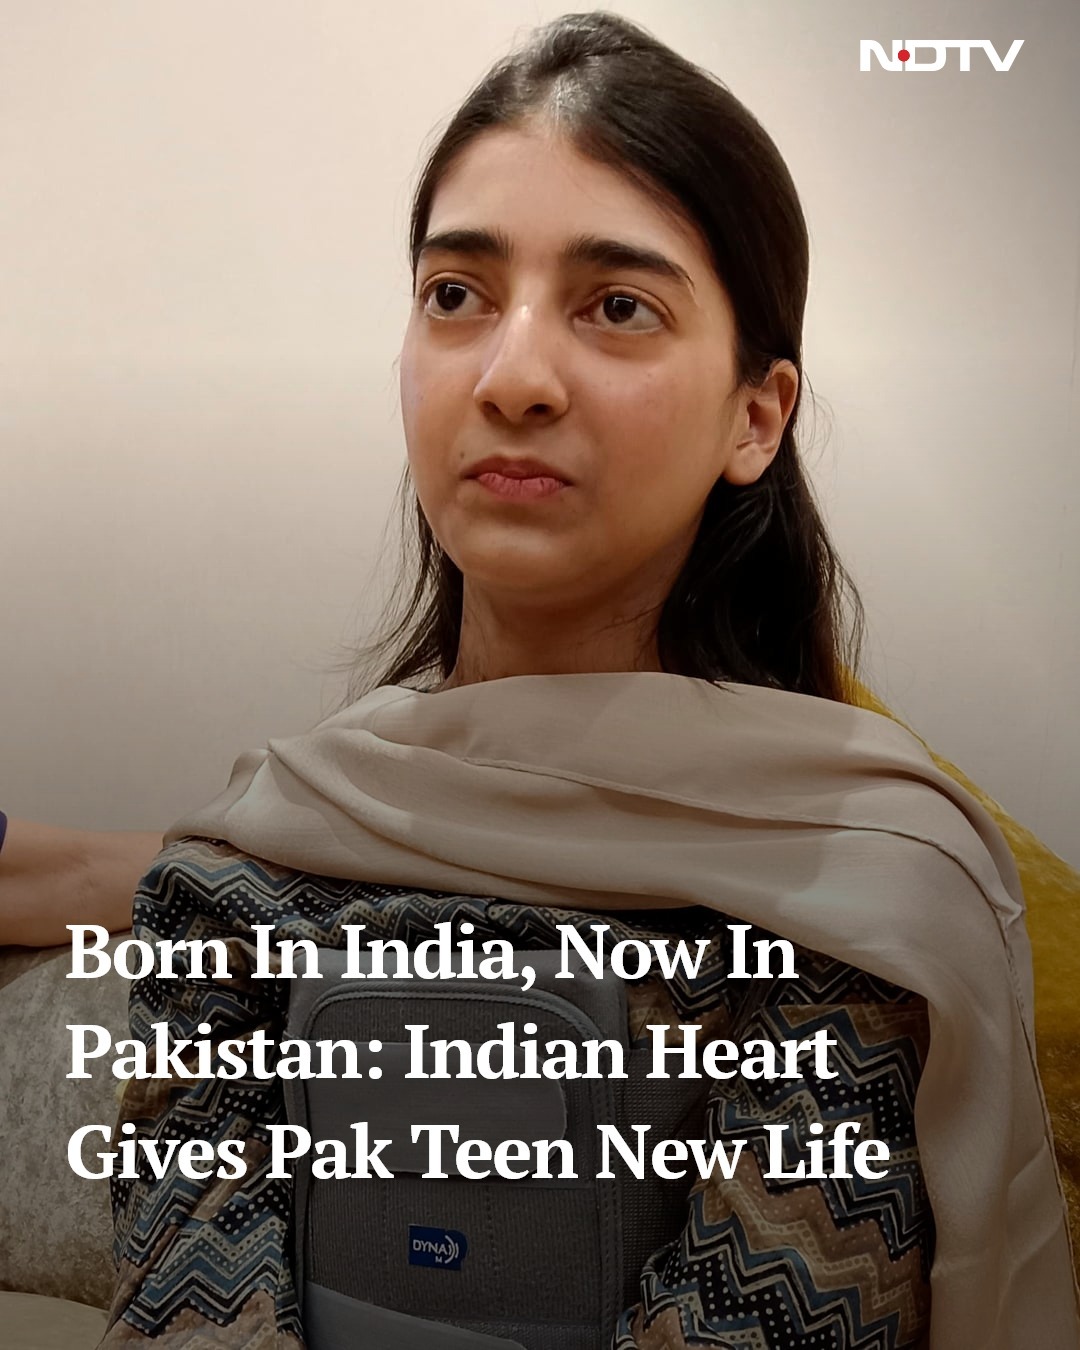 NDTV
Born In India, Now In
Pakistan: Indian Heart
Gives Pak Teen New Life
DYNA
M